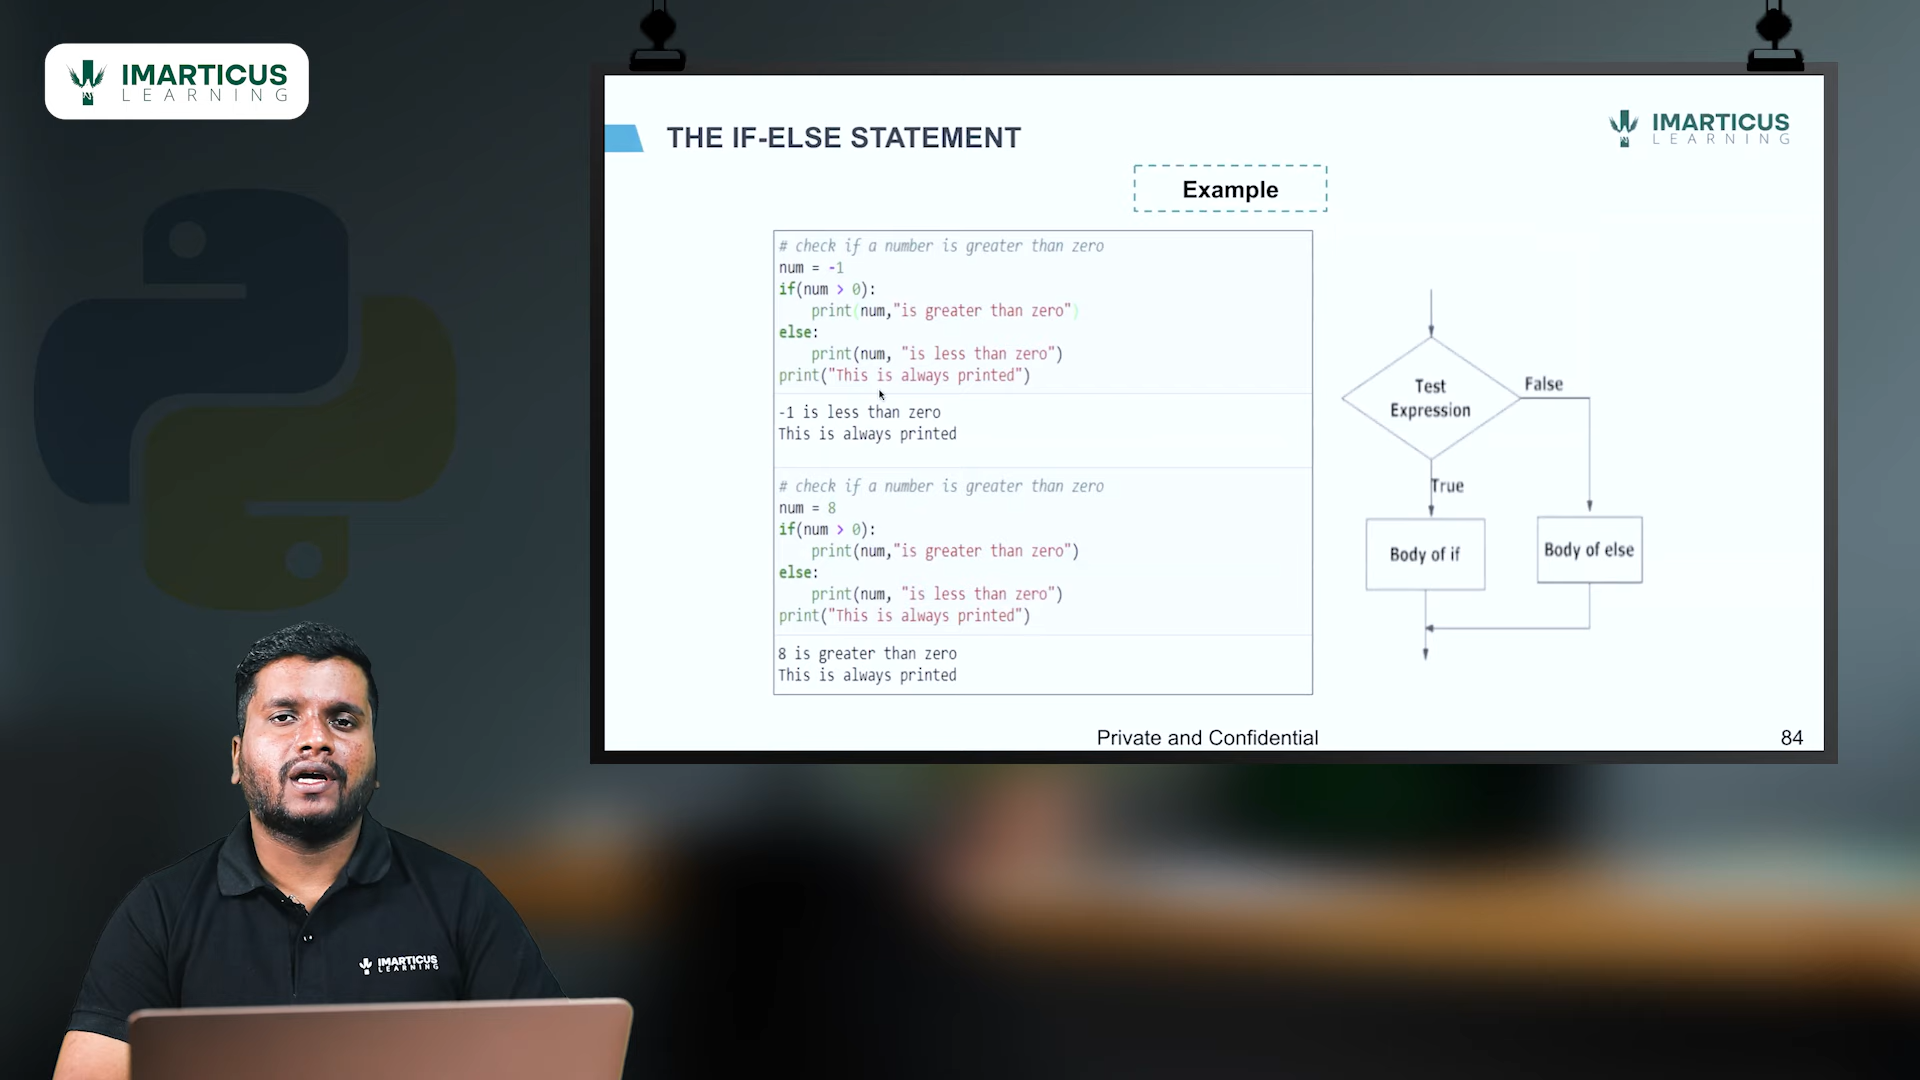 IMARTICUS
LEARNING
THE IF-ELSE STATEMENT
IMARTICUS
LEARNING
Example
# check if a number is greater than zero
num = -1
if(num > 0):
    print(num,"is greater than zero")
else:
    print(num, "is less than zero")
print("This is always printed")
-1 is less than zero
This is always printed
# check if a number is greater than zero
num = 8
if(num > 0):
    print(num,"is greater than zero")
else:
    print(num, "is less than zero")
print("This is always printed")
8 is greater than zero
This is always printed
Test
Expression
False
True
Body of if
Body of else
Private and Confidential
84
IMARTICUS
LEARNING